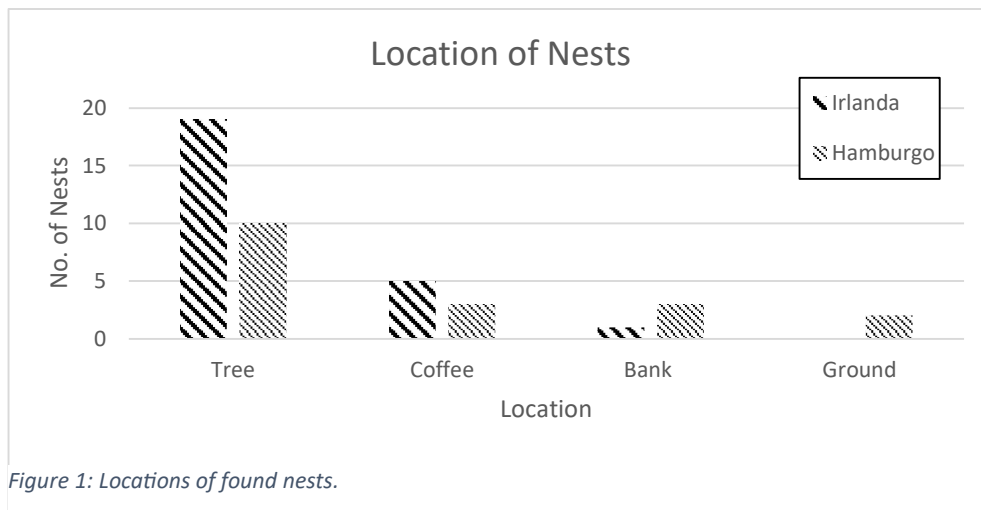 Location of Nests
Irlanda
Hamburgo
20
15
10
5
0
No. of Nests
Tree Coffee Bank Ground
Location
Figure 1: Locations of found nests.